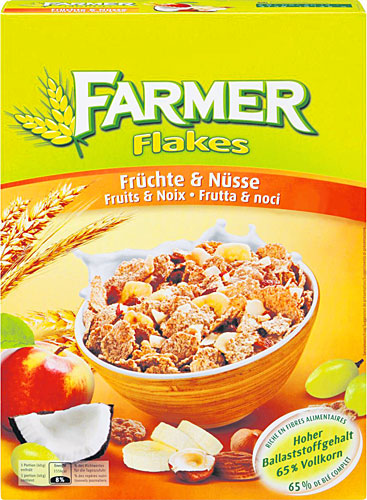 FARMER
Flakes
Früchte & Nüsse
Fruits & Noix • Frutta & noci
RICHE EN FIBRES ALIMENTAIRES
Hoher
Ballaststoffgehalt
65% Vollkorn
65% DE BLÉ COMPLET
8%